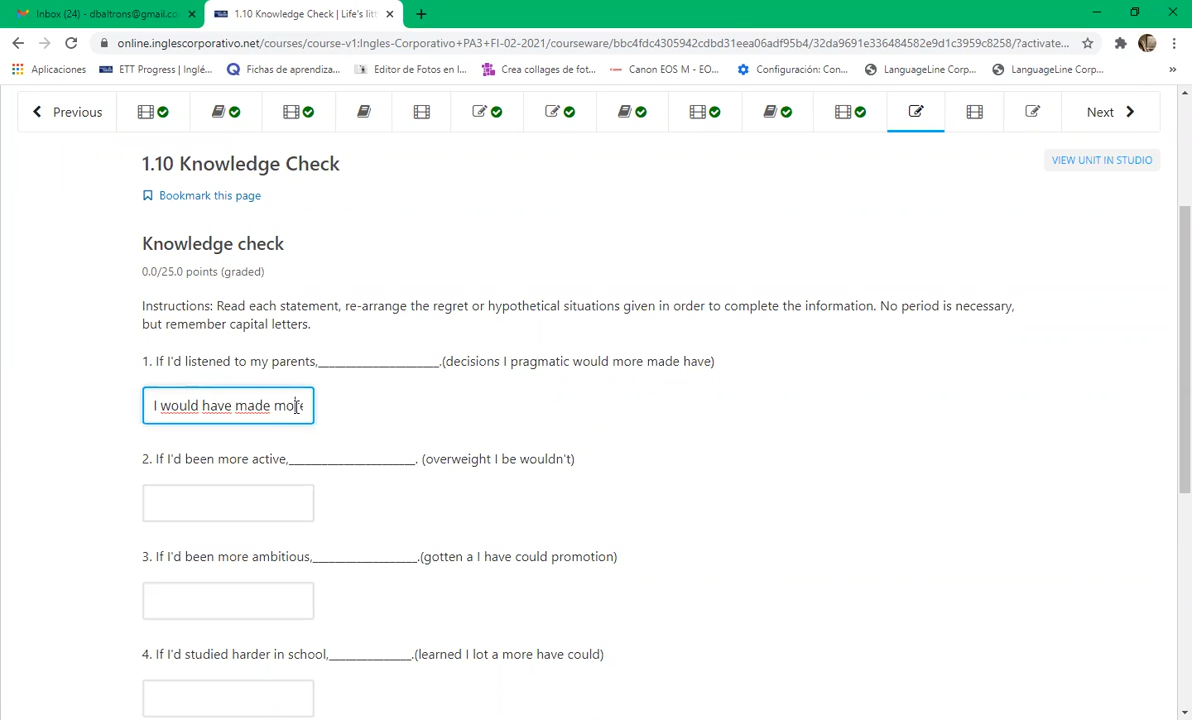 Inbox (24) - dbaltrons@gmail.co
1.10 Knowledge Check | Life's litt
online.inglescorporativo.net/courses/course-v1:Ingles-Corporativo+PA3+FI-02-2021/courseware/bbc4fdc4305942cdbd31eea06adf95b4/32da9691e336484582e9d1c3959c8258/?activate...
Aplicaciones ETT Progress | Inglé... Fichas de aprendiza... Editor de Fotos en l... Crea collages de fot... Canon EOS M - EO... Configuración: Con... LanguageLine Corp... LanguageLine Corp... »
Previous Next
1.10 Knowledge Check
VIEW UNIT IN STUDIO
Bookmark this page
Knowledge check
0.0/25.0 points (graded)
Instructions: Read each statement, re-arrange the regret or hypothetical situations given in order to complete the information. No period is necessary,
but remember capital letters.
1. If I'd listened to my parents,____________________.(decisions I pragmatic would more made have)
I would have made more
2. If I'd been more active,_____________________. (overweight I be wouldn't)
3. If I'd been more ambitious,_________________.(gotten a I have could promotion)
4. If I'd studied harder in school,_____________.(learned I lot a more have could)